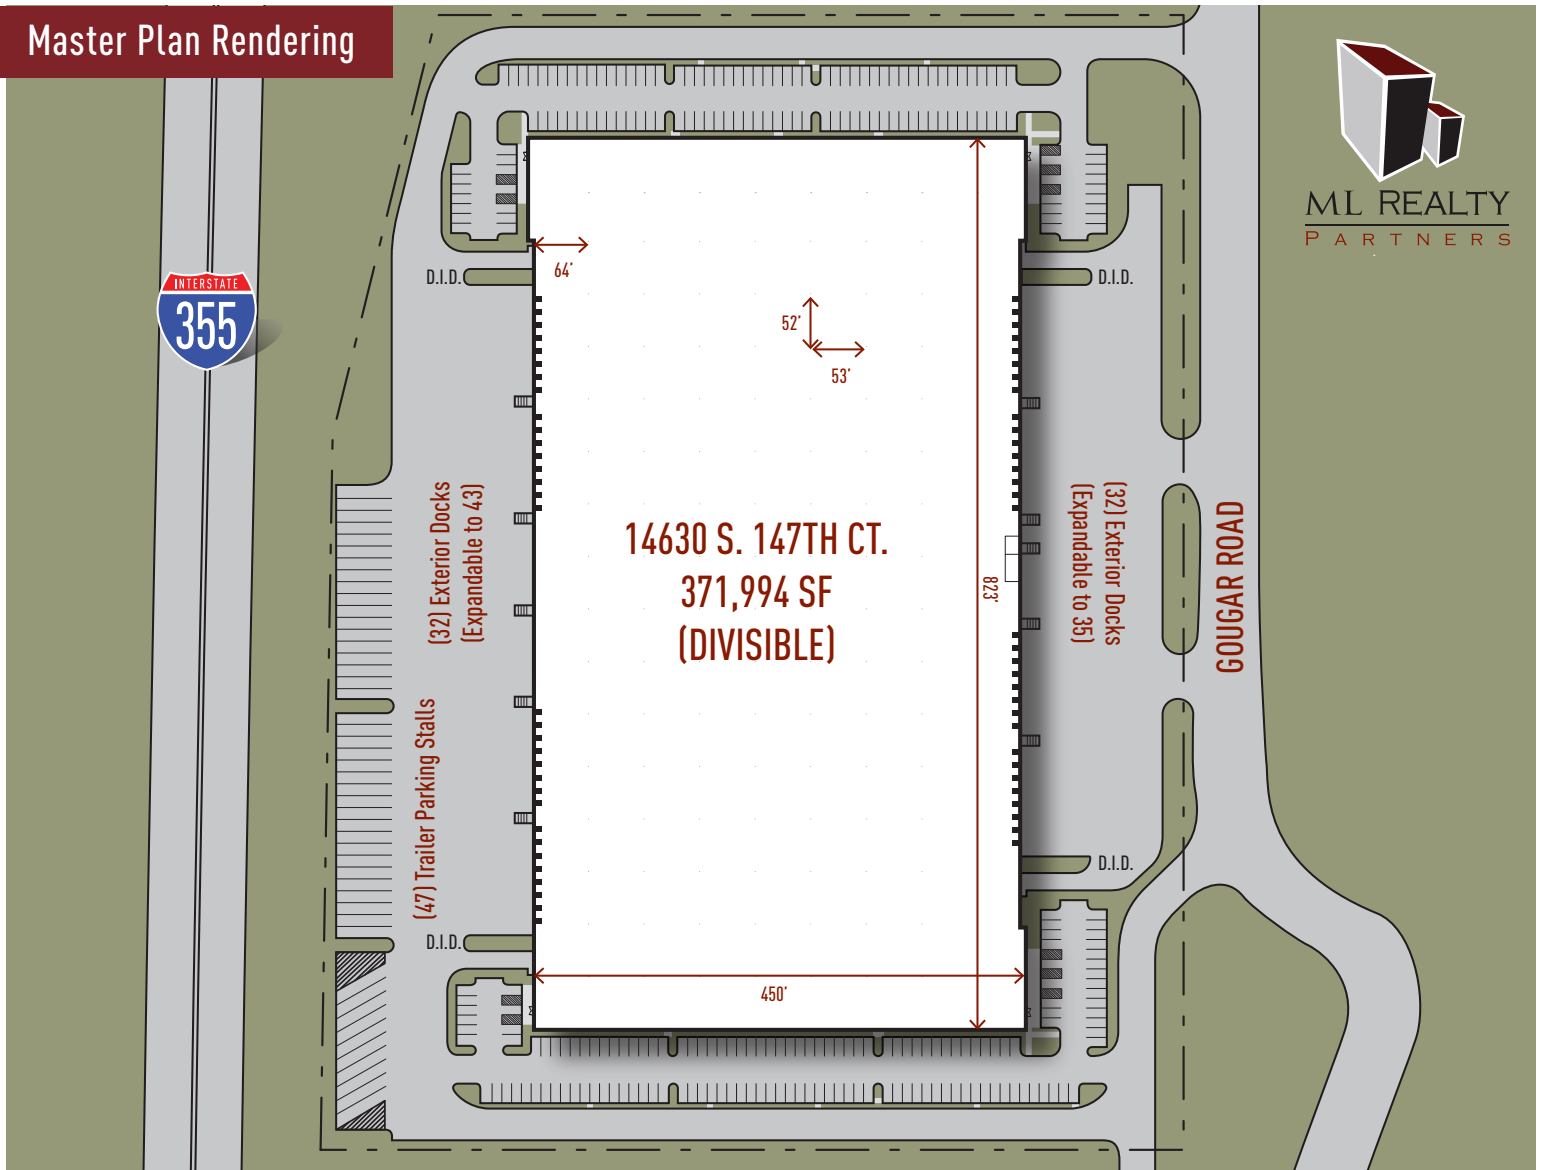 Master Plan Rendering
ML REALTY
PARTNERS
INTERSTATE
355
D.I.D.
D.I.D.
64'
52'
53'
(32) Exterior Docks
(Expandable to 43)
14630 S. 147TH CT.
371,994 SF
(DIVISIBLE)
823'
(32) Exterior Docks
(Expandable to 35)
GOUGAR ROAD
(47) Trailer Parking Stalls
D.I.D.
D.I.D.
450'